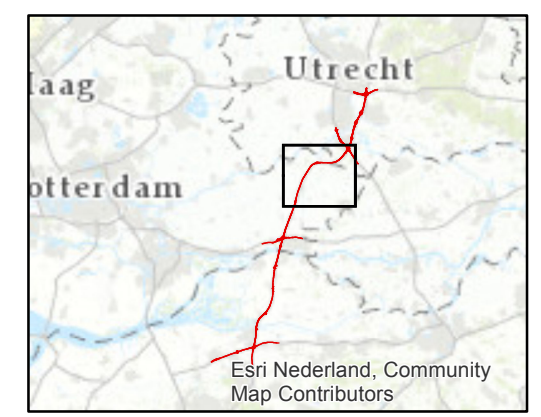 Utrecht
laag
otterdam
Esri Nederland, Community
Map Contributors